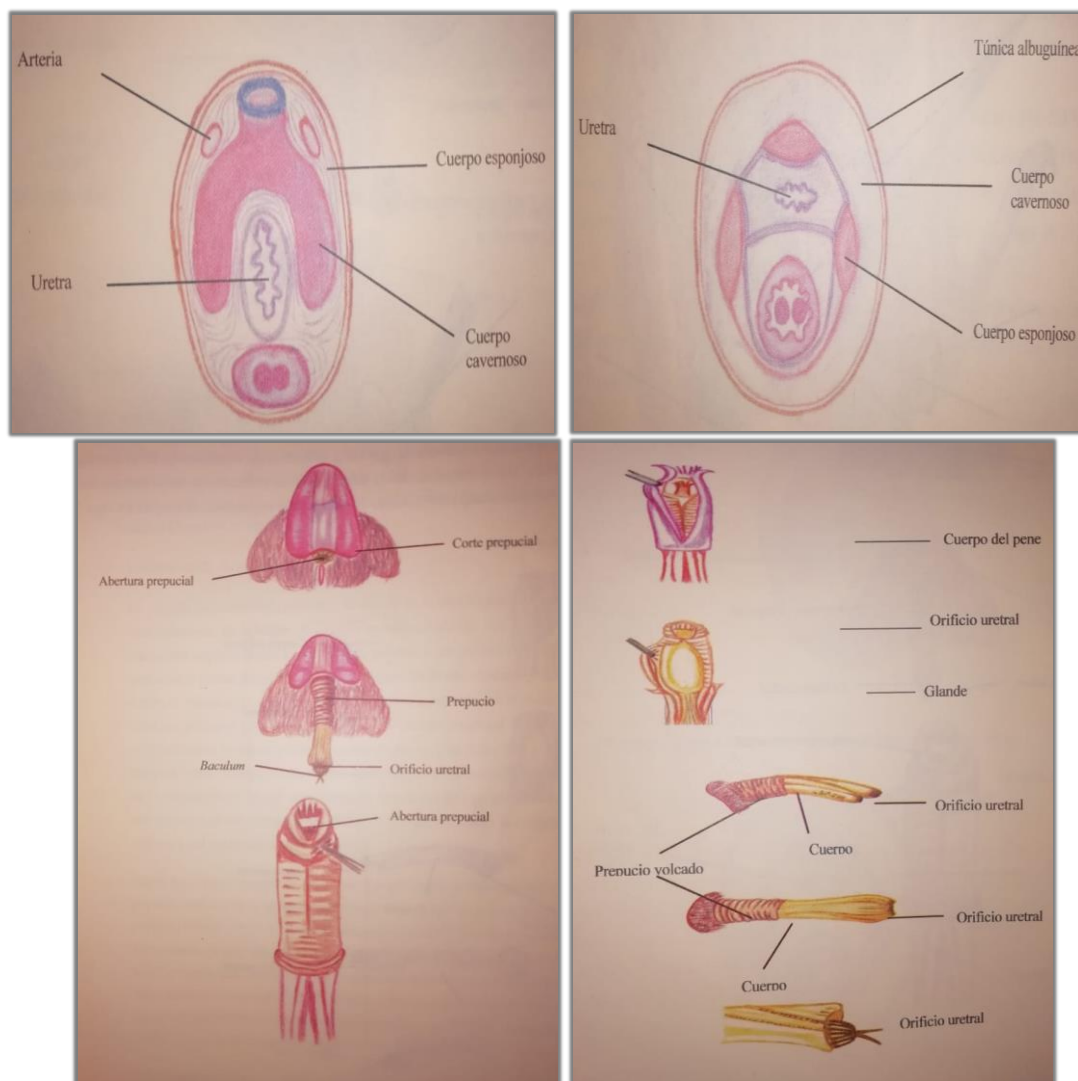 Arteria
Cuerpo esponjoso
Uretra
Cuerpo
cavernoso
Túnica albuguínea
Uretra
Cuerpo
cavernoso
Cuerpo esponjoso
Corte prepucial
Abertura prepucial
Prepucio
Baculum
Orificio uretral
Abertura prepucial
Cuerpo del pene
Orificio uretral
Glande
Orificio uretral
Cuerpo
Prepucio volcado
Orificio uretral
Cuerpo
Orificio uretral